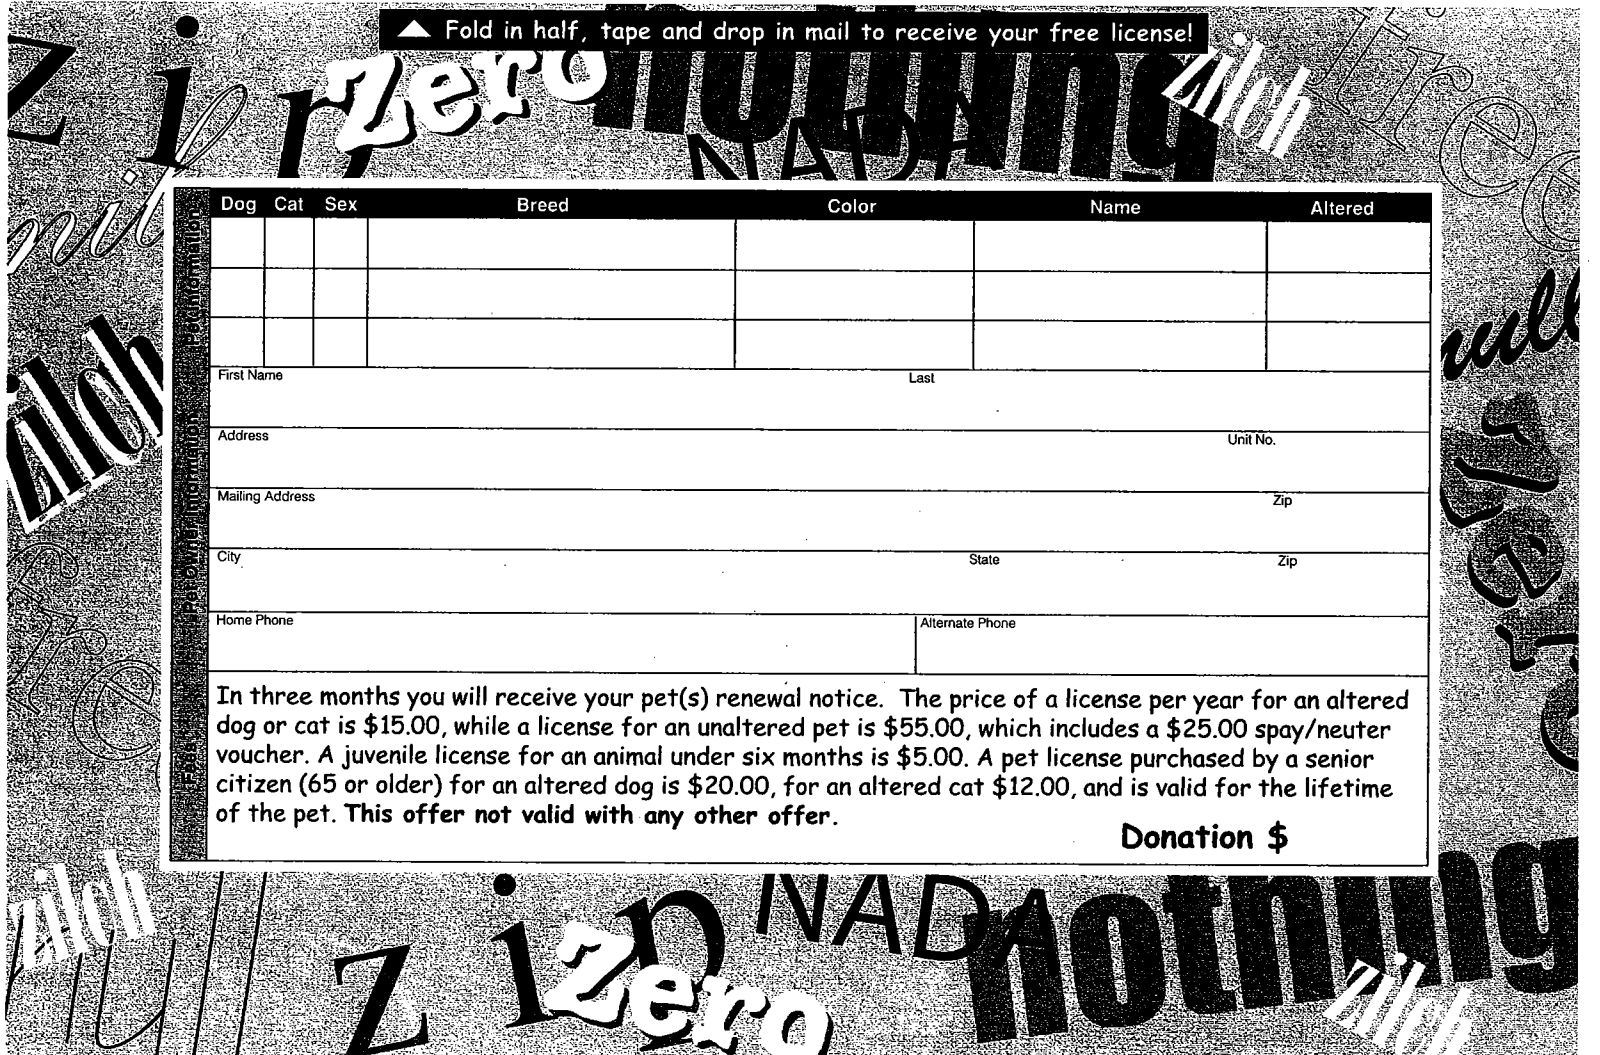 Fold in half, tape and drop in mail to receive your free license!
zip
zero
nothing
zilch
free
NADA
nil
Dog Cat Sex Breed Color Name Altered
Pet Information
zilch
null
First Name Last
Address Unit No.
Mailing Address Zip
City State Zip
Home Phone Alternate Phone
Pet Owner Information
free
zero
Fees
In three months you will receive your pet(s) renewal notice. The price of a license per year for an altered
dog or cat is $15.00, while a license for an unaltered pet is $55.00, which includes a $25.00 spay/neuter
voucher. A juvenile license for an animal under six months is $5.00. A pet license purchased by a senior
citizen (65 or older) for an altered dog is $20.00, for an altered cat $12.00, and is valid for the lifetime
of the pet. This offer not valid with any other offer.
Donation $
zilch
zip
zero
NADA
nothing
zilch